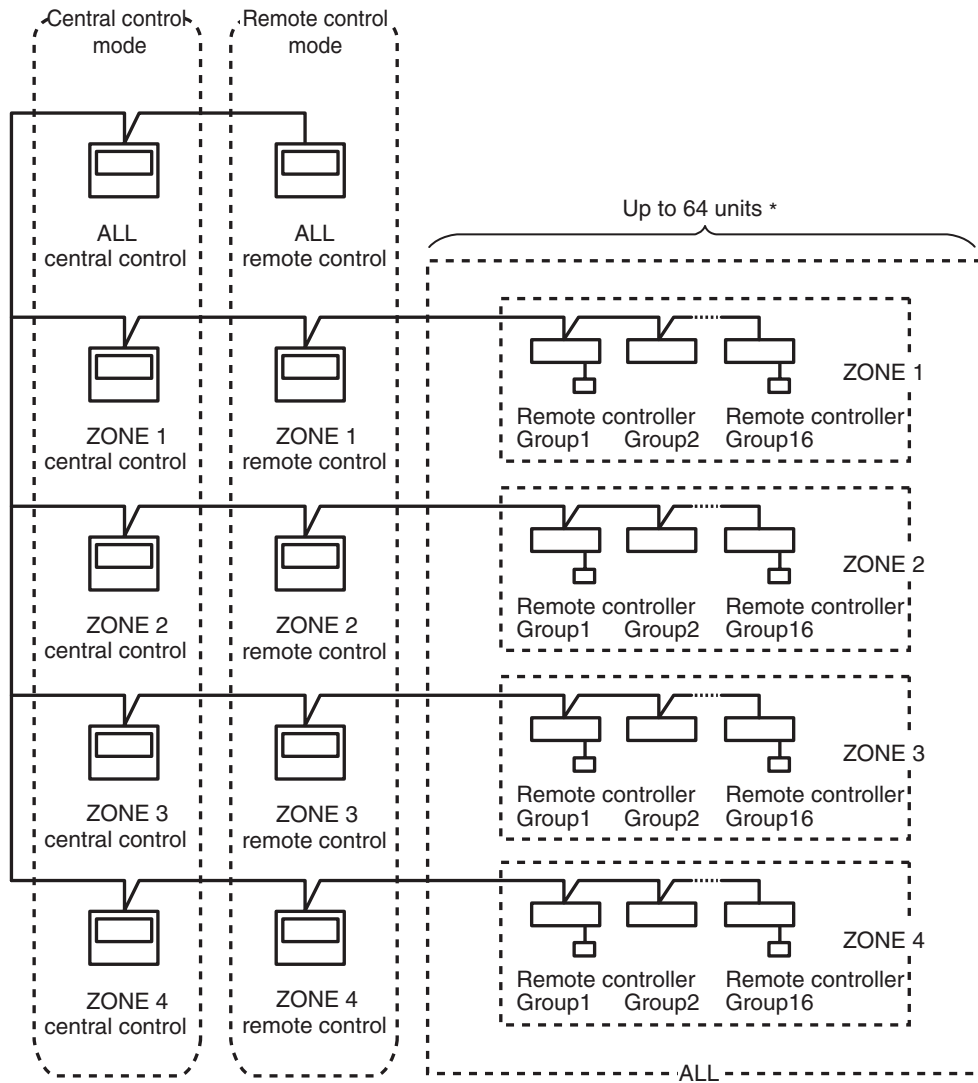 Central control
mode
Remote control
mode
ALL
central control
ALL
remote control
Up to 64 units *
ZONE 1
central control
ZONE 1
remote control
Remote controller
Group1 Group2
Remote controller
Group16
ZONE 1
ZONE 2
central control
ZONE 2
remote control
Remote controller
Group1 Group2
Remote controller
Group16
ZONE 2
ZONE 3
central control
ZONE 3
remote control
Remote controller
Group1 Group2
Remote controller
Group16
ZONE 3
ZONE 4
central control
ZONE 4
remote control
Remote controller
Group1 Group2
Remote controller
Group16
ZONE 4
ALL